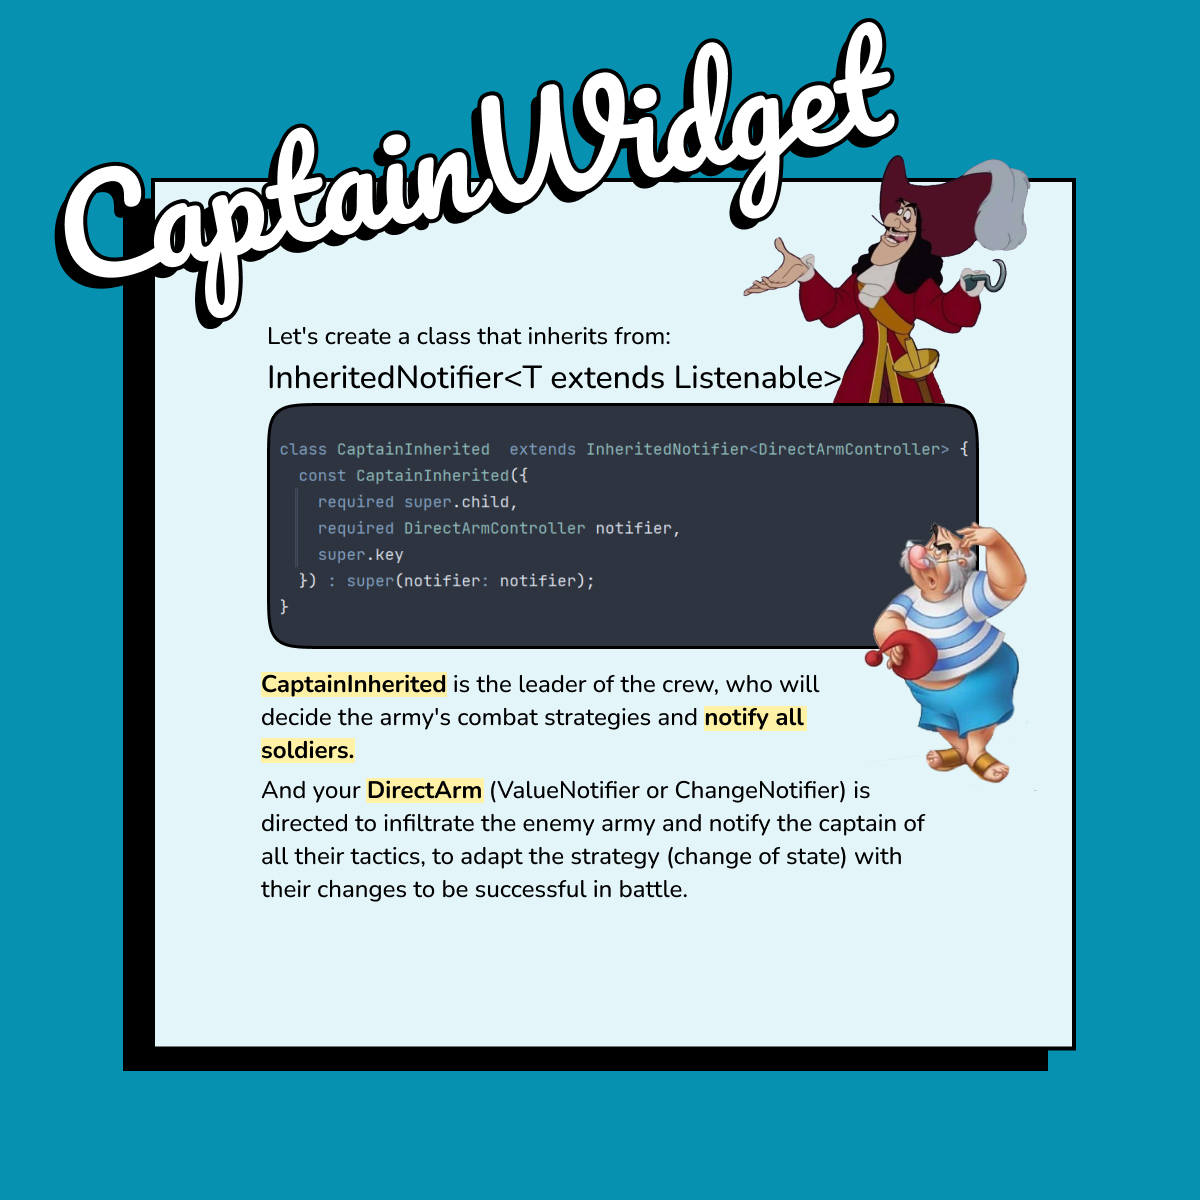 CaptainWidget
Let's create a class that inherits from:
InheritedNotifier<T extends Listenable>
class CaptainInherited  extends InheritedNotifier<DirectArmController> {
  const CaptainInherited({
    required super.child,
    required DirectArmController notifier,
    super.key
  }) : super(notifier: notifier);
}
CaptainInherited is the leader of the crew, who will
decide the army's combat strategies and notify all
soldiers.
And your DirectArm (ValueNotifier or ChangeNotifier) is
directed to infiltrate the enemy army and notify the captain of
all their tactics, to adapt the strategy (change of state) with
their changes to be successful in battle.